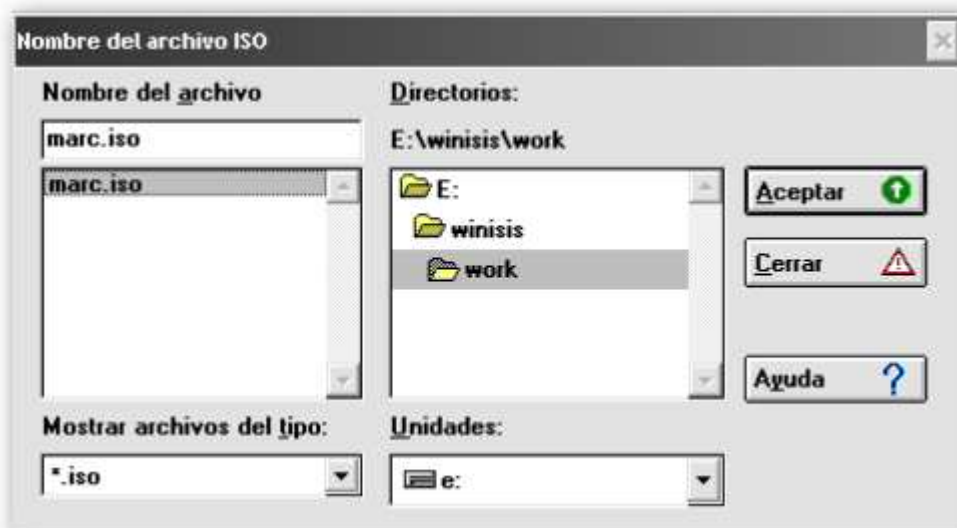 Nombre del archivo ISO
Nombre del archivo
marc.iso
marc.iso
Mostrar archivos del tipo:
*.iso
Directorios:
E:\winisis\work
E:
winisis
work
Unidades:
e:
Aceptar
Cerrar
Ayuda